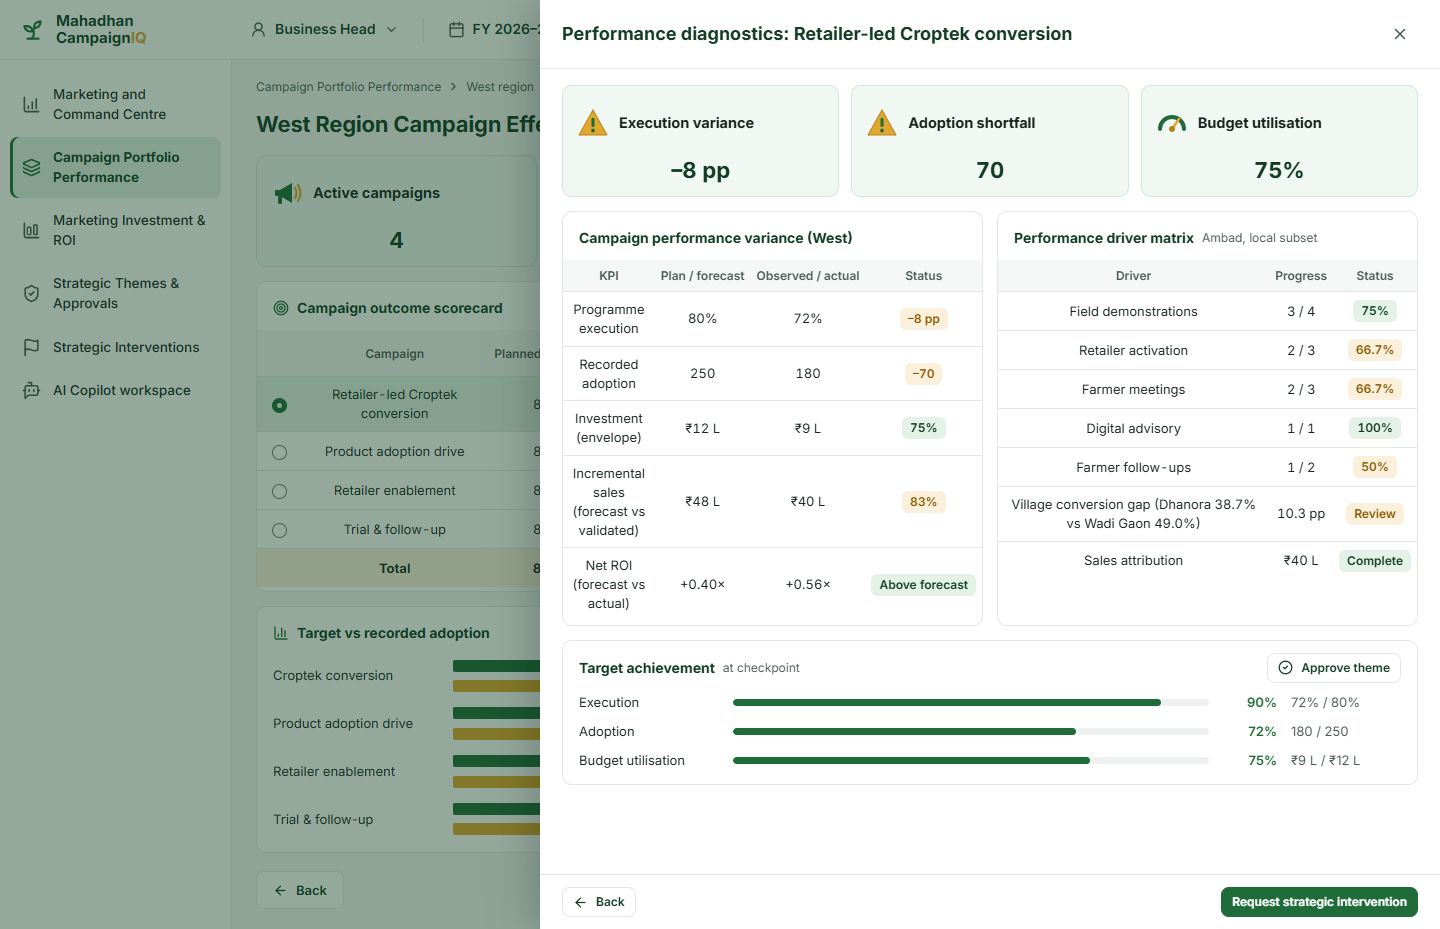 Mahadhan
CampaignIQ
Business Head
FY 2026–2
Marketing and
Command Centre
Campaign Portfolio
Performance
Marketing Investment &
ROI
Strategic Themes &
Approvals
Strategic Interventions
AI Copilot workspace
Campaign Portfolio Performance
West region
West Region Campaign Effe
Active campaigns
4
Campaign outcome scorecard
Campaign
Planned
Retailer-led Croptek
conversion
8
Product adoption drive
8
Retailer enablement
8
Trial & follow-up
8
Total
8
Target vs recorded adoption
Croptek conversion
Product adoption drive
Retailer enablement
Trial & follow-up
Back
Performance diagnostics: Retailer-led Croptek conversion
Execution variance
−8 pp
Adoption shortfall
70
Budget utilisation
75%
Campaign performance variance (West)
KPI Plan / forecast Observed / actual Status
Programme
execution
80% 72% −8 pp
Recorded
adoption
250 180 −70
Investment
(envelope)
₹12 L ₹9 L 75%
Incremental
sales
(forecast vs
validated)
₹48 L ₹40 L 83%
Net ROI
(forecast vs
actual)
+0.40× +0.56× Above forecast
Performance driver matrix Ambad, local subset
Driver Progress Status
Field demonstrations 3 / 4 75%
Retailer activation 2 / 3 66.7%
Farmer meetings 2 / 3 66.7%
Digital advisory 1 / 1 100%
Farmer follow-ups 1 / 2 50%
Village conversion gap (Dhanora 38.7%
vs Wadi Gaon 49.0%)
10.3 pp Review
Sales attribution ₹40 L Complete
Target achievement at checkpoint
Approve theme
Execution 90% 72% / 80%
Adoption 72% 180 / 250
Budget utilisation 75% ₹9 L / ₹12 L
Back
Request strategic intervention